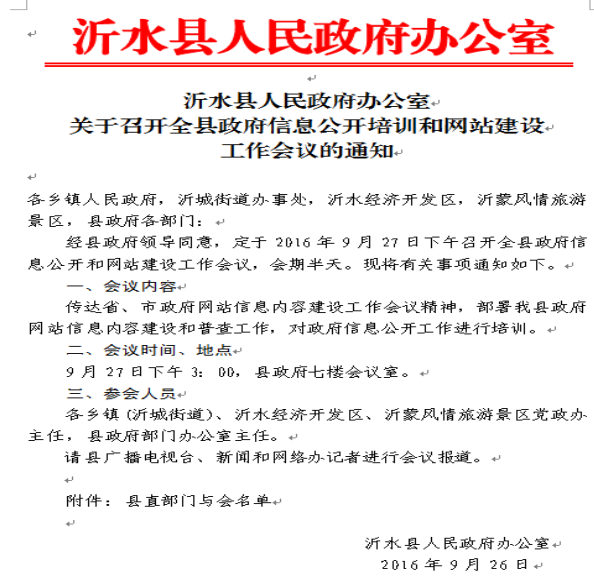 沂水县人民政府办公室
沂水县人民政府办公室
关于召开全县政府信息公开培训和网站建设
工作会议的通知
各乡镇人民政府，沂城街道办事处，沂水经济开发区，沂蒙风情旅游
景区，县政府各部门：
经县政府领导同意，定于 2016 年 9 月 27 日下午召开全县政府信
息公开和网站建设工作会议，会期半天。现将有关事项通知如下。
一、会议内容
传达省、市政府网站信息内容建设工作会议精神，部署我县政府
网站信息内容建设和普查工作，对政府信息公开工作进行培训。
二、会议时间、地点
9 月 27 日下午 3：00，县政府七楼会议室。
三、参会人员
各乡镇（沂城街道）、沂水经济开发区、沂蒙风情旅游景区党政办
主任，县政府部门办公室主任。
请县广播电视台、新闻和网络办记者进行会议报道。
附件：县直部门与会名单
沂水县人民政府办公室
2016 年 9 月 26 日